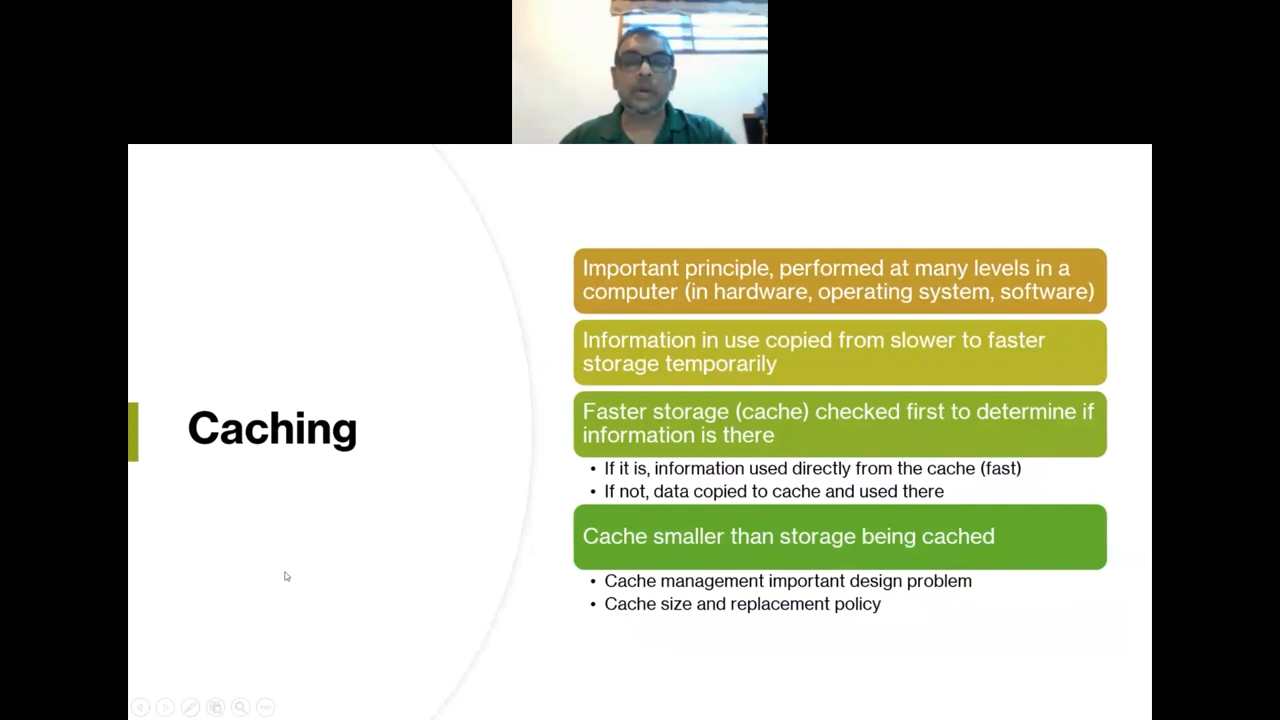 Caching
Important principle, performed at many levels in a
computer (in hardware, operating system, software)
Information in use copied from slower to faster
storage temporarily
Faster storage (cache) checked first to determine if
information is there
• If it is, information used directly from the cache (fast)
• If not, data copied to cache and used there
Cache smaller than storage being cached
• Cache management important design problem
• Cache size and replacement policy